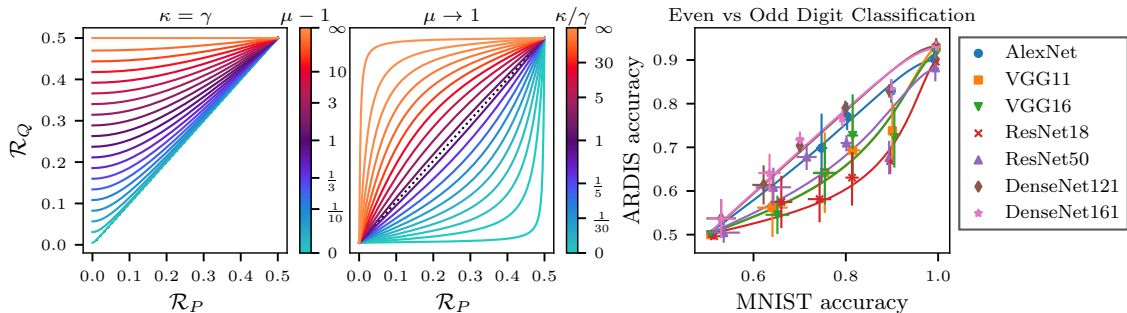 κ = γ
μ − 1
μ → 1
κ/γ
Even vs Odd Digit Classification
0.5
0.4
0.3
0.2
0.1
0.0
R_Q
0.0 0.1 0.2 0.3 0.4 0.5
R_P
∞
10
3
1
1/3
1/10
0
0.0 0.1 0.2 0.3 0.4 0.5
R_P
∞
30
5
1
1/5
1/30
0
ARDIS accuracy
0.9
0.8
0.7
0.6
0.5
0.6 0.8 1.0
MNIST accuracy
AlexNet
VGG11
VGG16
ResNet18
ResNet50
DenseNet121
DenseNet161